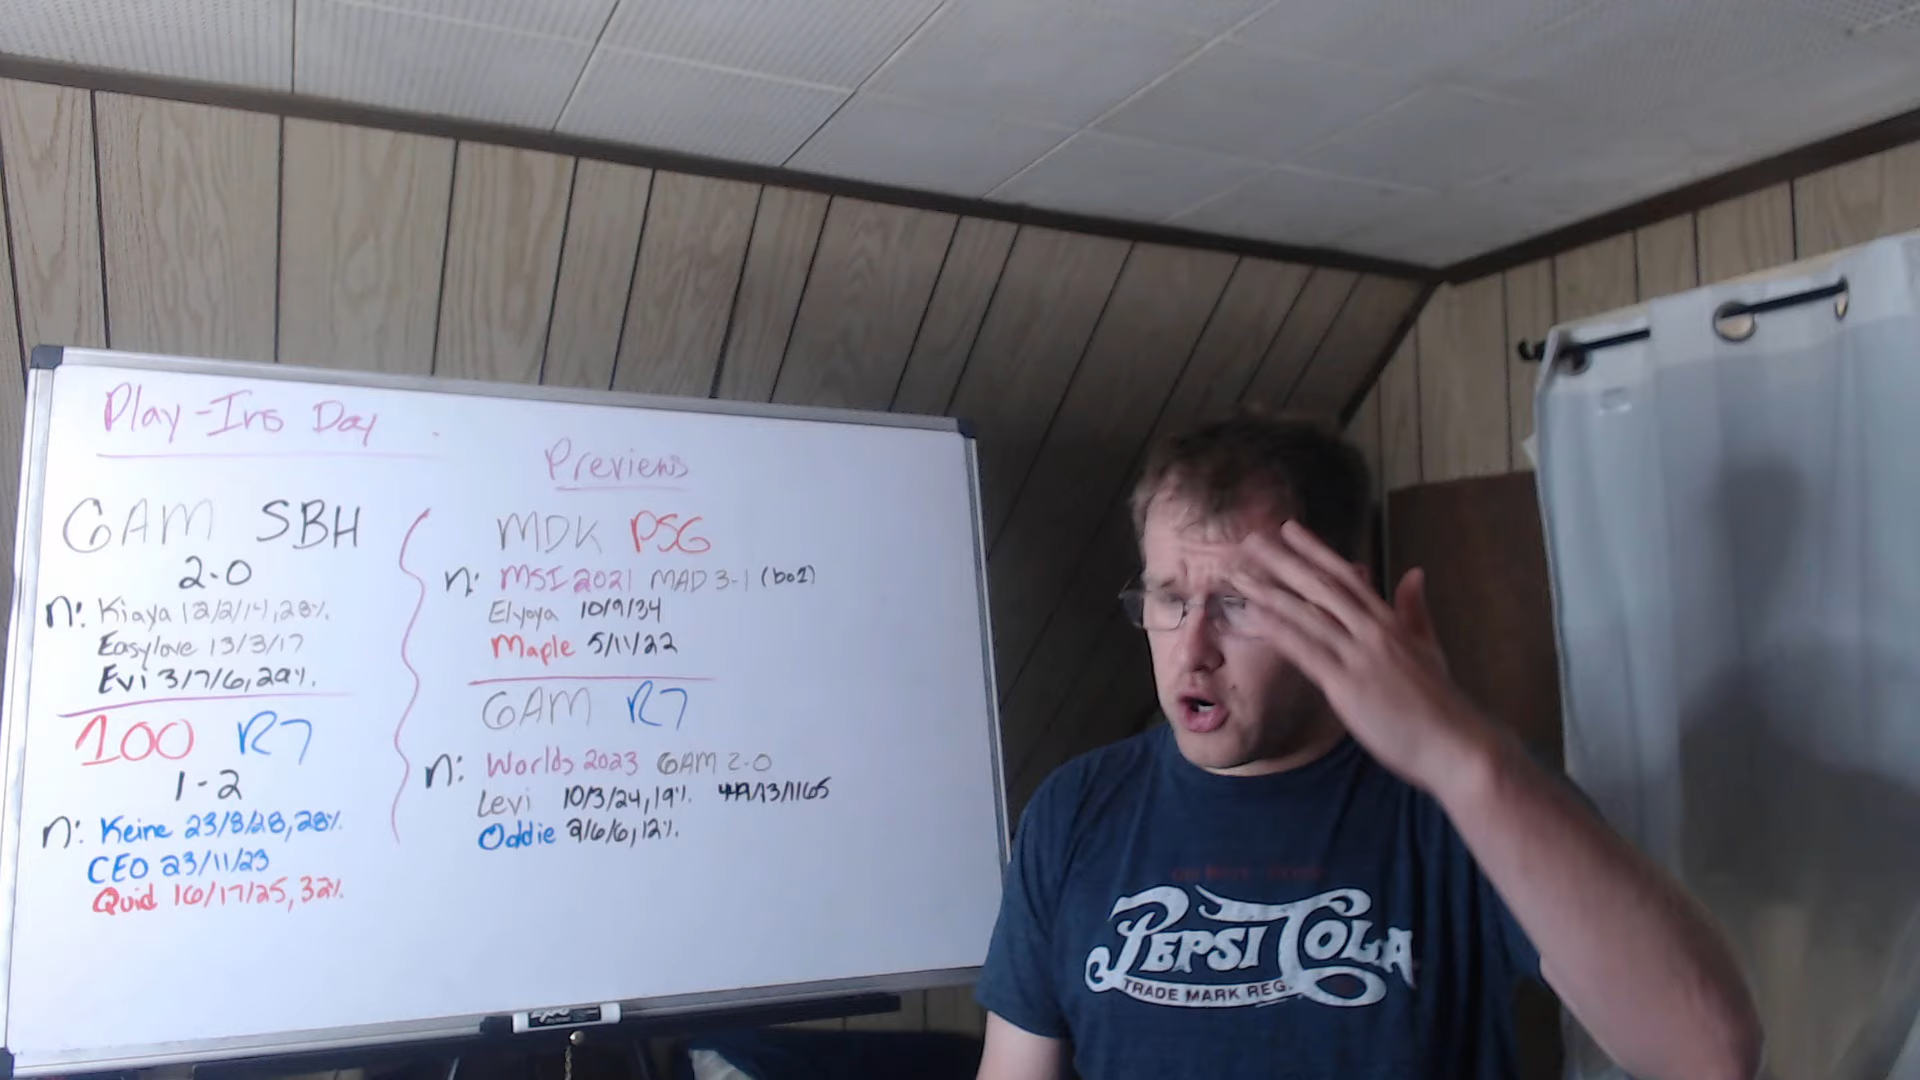 Play-Ins Day
GAM SBH
2-0
n: Kiaya 12/2/14, 28%.
Easylove 13/3/17
Evi 3/7/6, 29%.
100 R7
1-2
n: Keine 23/8/28, 28%.
CEO 23/11/23
Quid 16/17/25, 32%.
Previews
MDK PSG
n: MSI 2021 MAD 3-1 (bo1)
Elyoya 10/9/34
Maple 5/11/22
GAM R7
n: Worlds 2023 GAM 2-0
Levi 10/3/24, 19%.
Oddie 2/6/6, 12%.
PEPSI COLA
TRADE MARK REG.
EXPO